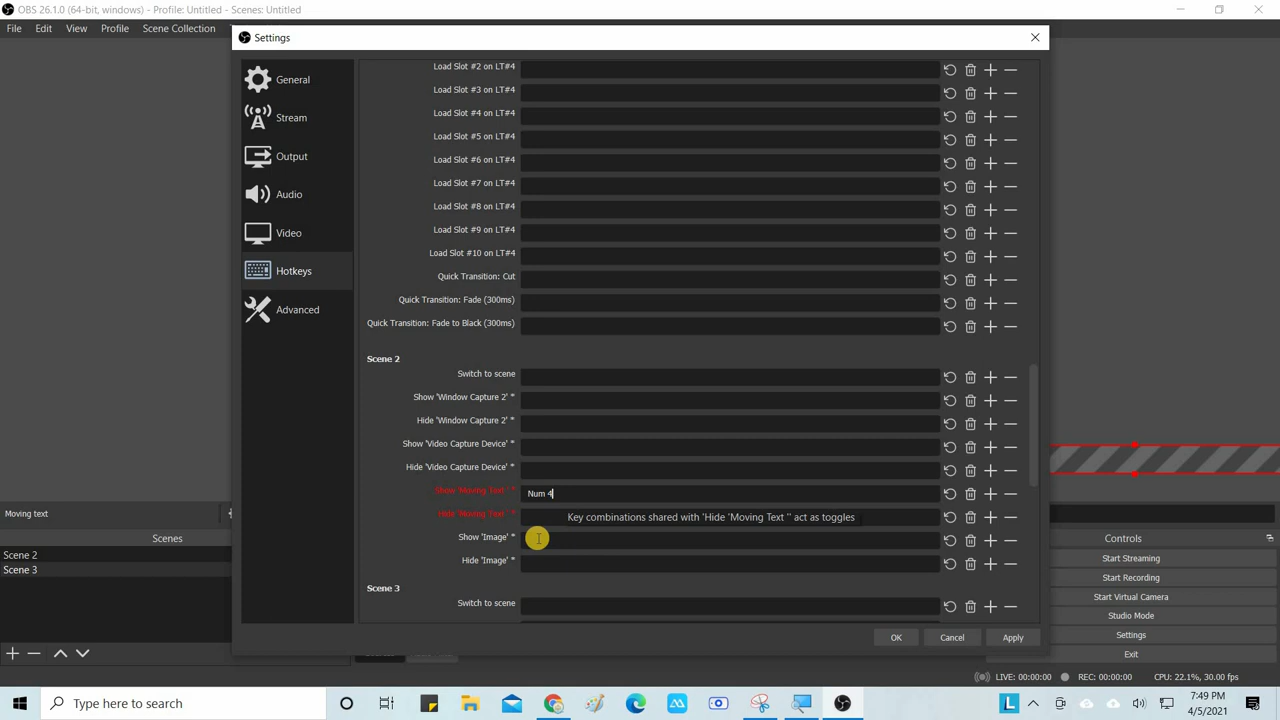 OBS 26.1.0 (64-bit, windows) - Profile: Untitled - Scenes: Untitled
File Edit View Profile Scene Collection
Settings
General
Stream
Output
Audio
Video
Hotkeys
Advanced
Load Slot #2 on LT#4
Load Slot #3 on LT#4
Load Slot #4 on LT#4
Load Slot #5 on LT#4
Load Slot #6 on LT#4
Load Slot #7 on LT#4
Load Slot #8 on LT#4
Load Slot #9 on LT#4
Load Slot #10 on LT#4
Quick Transition: Cut
Quick Transition: Fade (300ms)
Quick Transition: Fade to Black (300ms)
Scene 2
Switch to scene
Show 'Window Capture 2' *
Hide 'Window Capture 2' *
Show 'Video Capture Device' *
Hide 'Video Capture Device' *
Show 'Moving Text ' *
Num 4
Hide 'Moving Text ' *
Key combinations shared with 'Hide 'Moving Text '' act as toggles
Show 'Image' *
Hide 'Image' *
Scene 3
Switch to scene
OK Cancel Apply
Moving text
Scenes
Scene 2
Scene 3
Controls
Start Streaming
Start Recording
Start Virtual Camera
Studio Mode
Settings
Exit
LIVE: 00:00:00 REC: 00:00:00 CPU: 22.1%, 30.00 fps
Type here to search
L
7:49 PM
4/5/2021